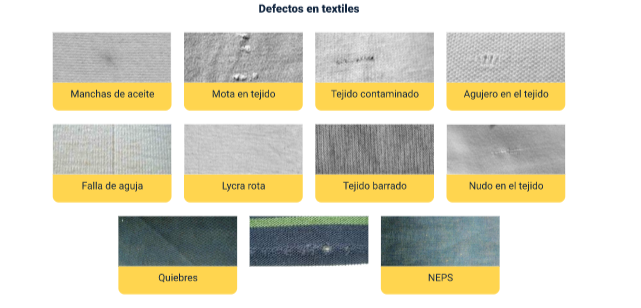 Defectos en textiles
Manchas de aceite
Mota en tejido
Tejido contaminado
Agujero en el tejido
Falla de aguja
Lycra rota
Tejido barrado
Nudo en el tejido
Quiebres
NEPS